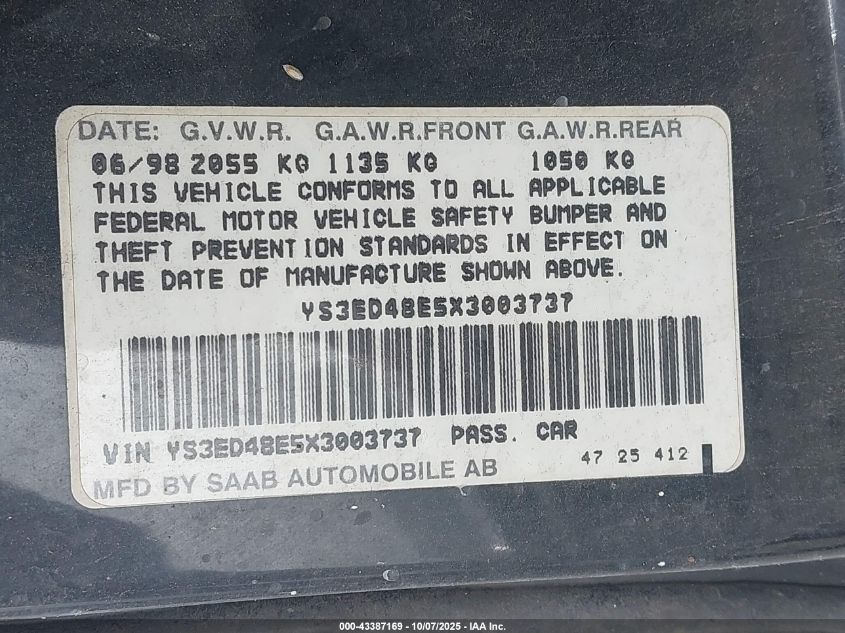 DATE: G.V.W.R. G.A.W.R.FRONT G.A.W.R.REAR
06/98 2055 KG 1135 KG 1050 KG
THIS VEHICLE CONFORMS TO ALL APPLICABLE
FEDERAL MOTOR VEHICLE SAFETY BUMPER AND
THEFT PREVENTION STANDARDS IN EFFECT ON
THE DATE OF MANUFACTURE SHOWN ABOVE.
YS3ED48E5X3003737
VIN YS3ED48E5X3003737 PASS. CAR
47 25 412
MFD BY SAAB AUTOMOBILE AB
000-43387169 - 10/07/2025 - IAA Inc.